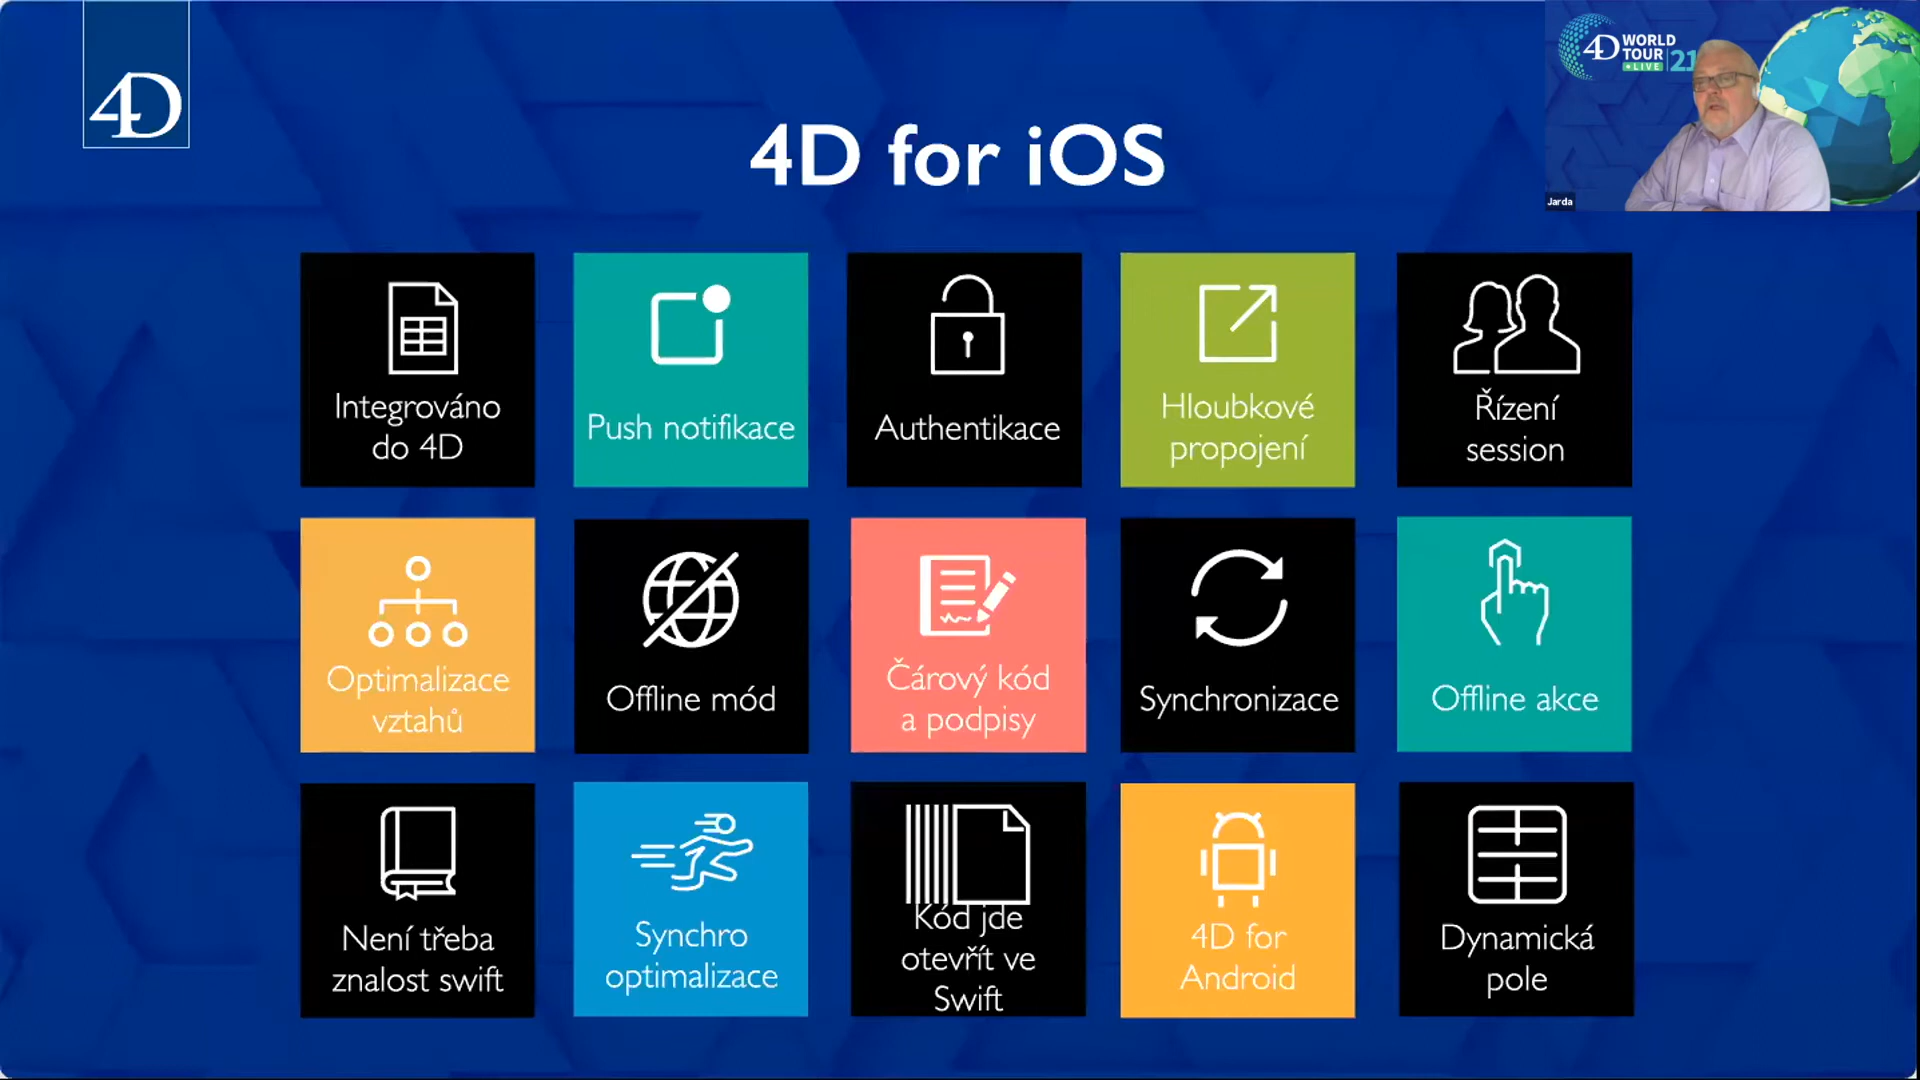 4D
4D for iOS
4D WORLD
TOUR
LIVE 21
Jarda
Integrováno
do 4D
Push notifikace
Authentikace
Hloubkové
propojení
Řízení
session
Optimalizace
vztahů
Offline mód
Čárový kód
a podpisy
Synchronizace
Offline akce
Není třeba
znalost swift
Synchro
optimalizace
Kód jde
otevřít ve
Swift
4D for
Android
Dynamická
pole